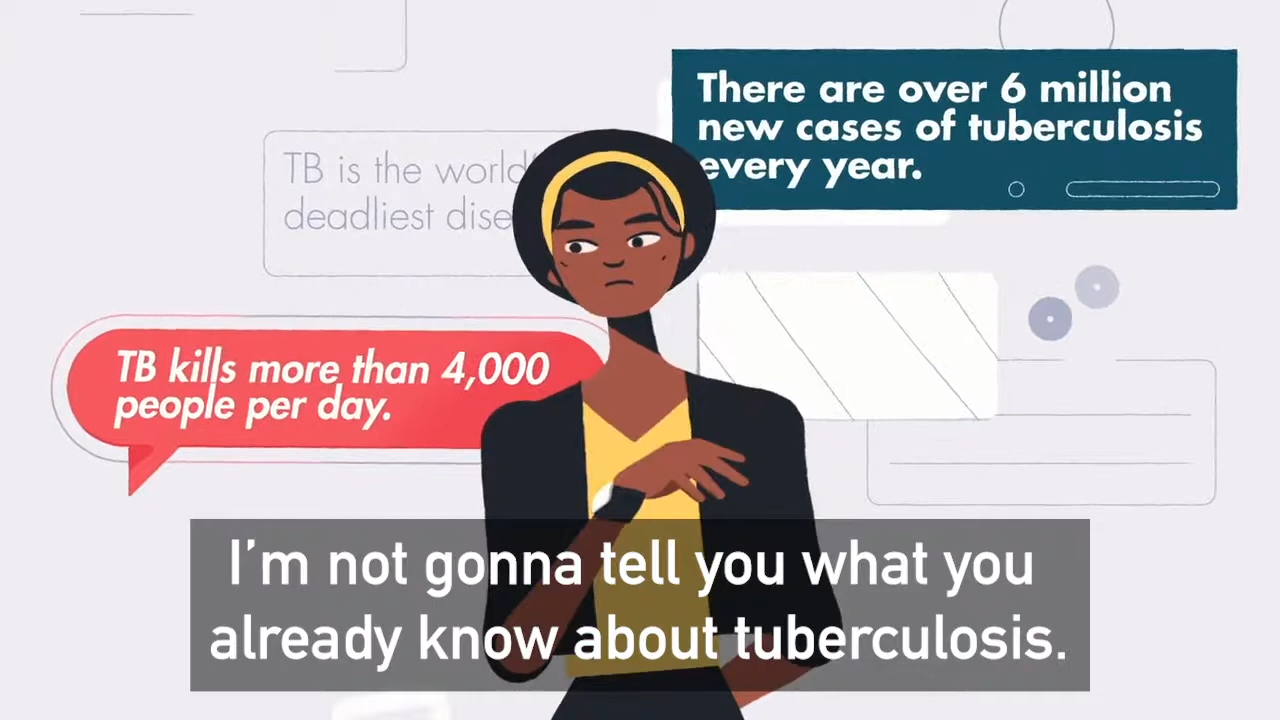 There are over 6 million
new cases of tuberculosis
every year.
TB is the world
deadliest
TB kills more than 4,000
people per day.
I’m not gonna tell you what you
already know about tuberculosis.